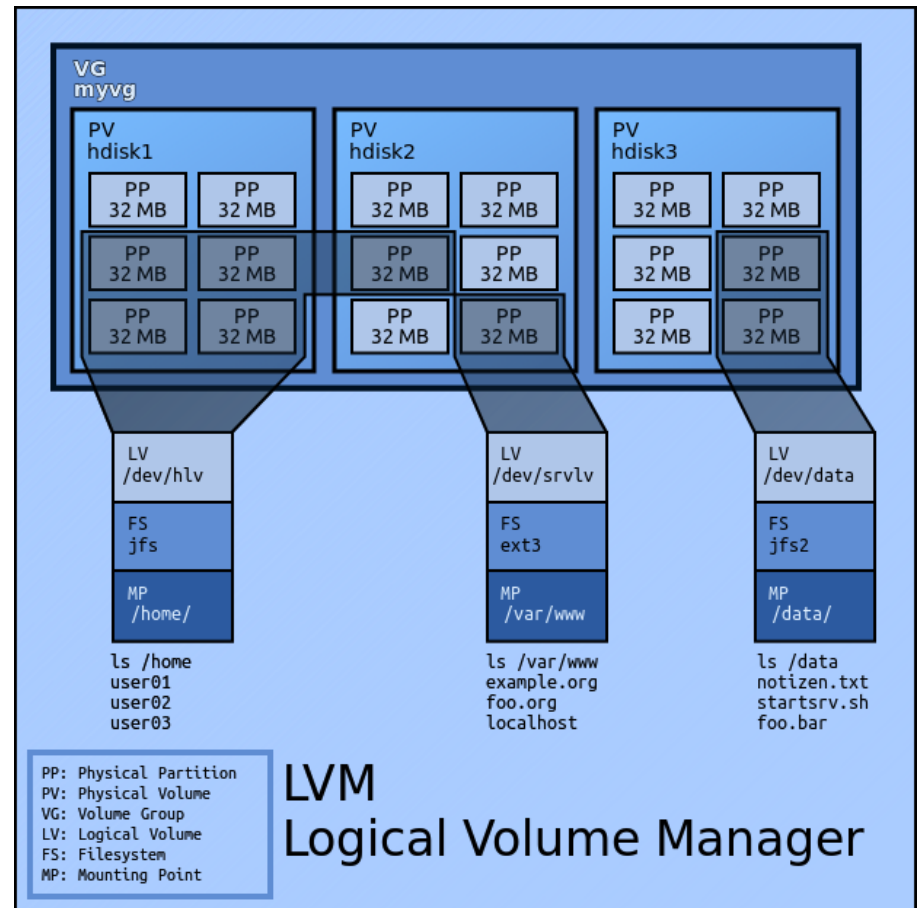 VG
myvg
PV
hdisk1
PP
32 MB
PP
32 MB
PP
32 MB
PP
32 MB
PP
32 MB
PP
32 MB
PV
hdisk2
PP
32 MB
PP
32 MB
PP
32 MB
PP
32 MB
PP
32 MB
PP
32 MB
PV
hdisk3
PP
32 MB
PP
32 MB
PP
32 MB
PP
32 MB
PP
32 MB
PP
32 MB
LV
/dev/hlv
FS
jfs
MP
/home/
ls /home
user01
user02
user03
LV
/dev/srvlv
FS
ext3
MP
/var/www
ls /var/www
example.org
foo.org
localhost
LV
/dev/data
FS
jfs2
MP
/data/
ls /data
notizen.txt
startsrv.sh
foo.bar
PP: Physical Partition
PV: Physical Volume
VG: Volume Group
LV: Logical Volume
FS: Filesystem
MP: Mounting Point
LVM
Logical Volume Manager